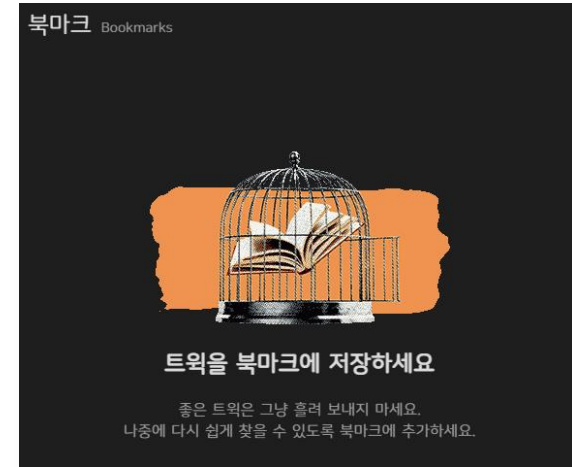 북마크 Bookmarks
트윅을 북마크에 저장하세요
좋은 트윅은 그냥 흘려 보내지 마세요.
나중에 다시 쉽게 찾을 수 있도록 북마크에 추가하세요.